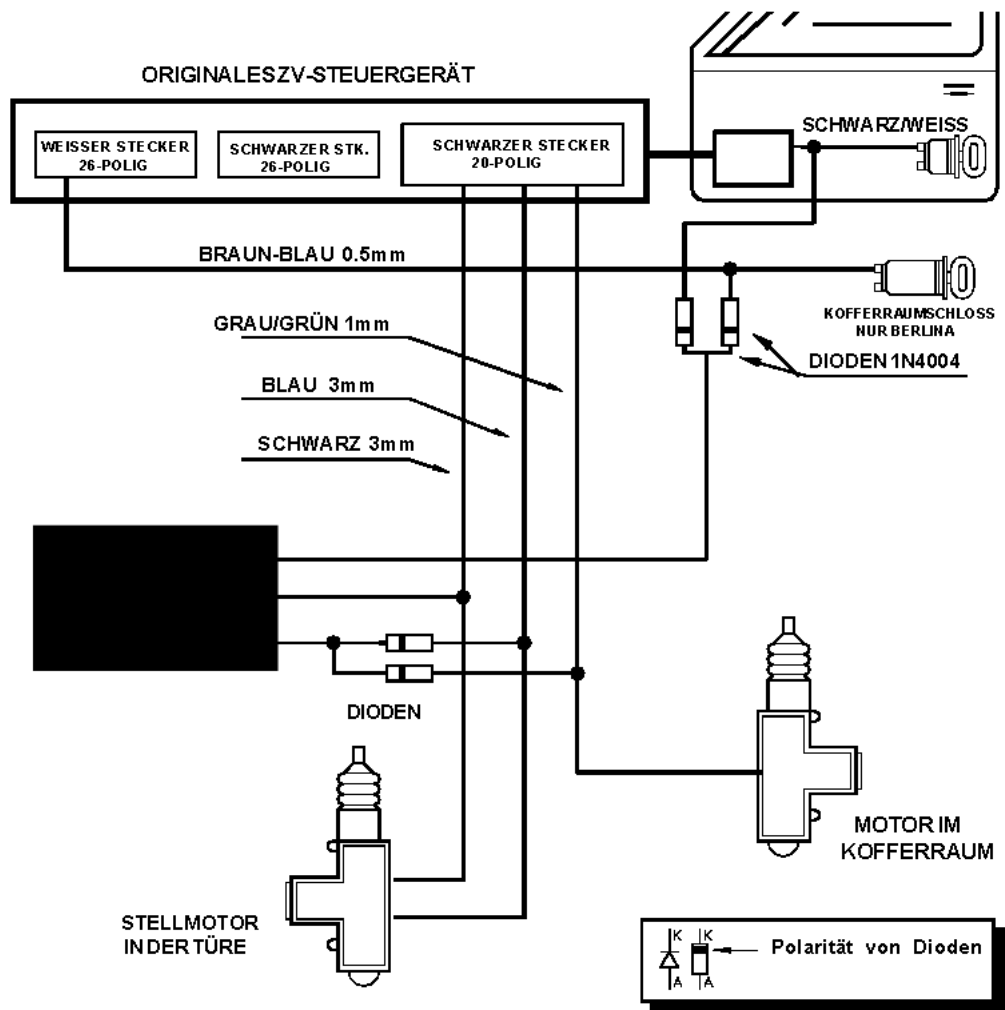 ORIGINALESZV-STEUERGERÄT
WEISSER STECKER
26-POLIG
SCHWARZER STK.
26-POLIG
SCHWARZER STECKER
20-POLIG
SCHWARZ/WEISS
BRAUN-BLAU 0.5mm
KOFFERRAUMSCHLOSS
NUR BERLINA
GRAU/GRÜN 1mm
DIODEN 1N4004
BLAU 3mm
SCHWARZ 3mm
DIODEN
MOTOR IM
KOFFERRAUM
STELLMOTOR
IN DER TÜRE
K K
Polarität von Dioden
A A